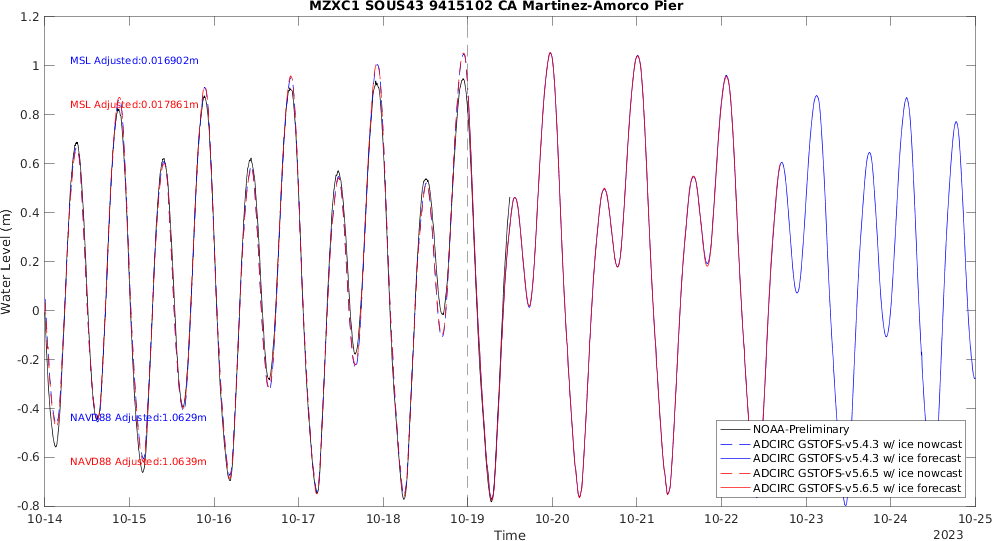 MZXC1 SOUS43 9415102 CA Martinez-Amorco Pier
1.2
1
0.8
0.6
0.4
0.2
0
-0.2
-0.4
-0.6
-0.8
Water Level (m)
MSL Adjusted:0.016902m
MSL Adjusted:0.017861m
NAVD88 Adjusted:1.0629m
NAVD88 Adjusted:1.0639m
NOAA-Preliminary
ADCIRC GSTOFS-v5.4.3 w/ ice nowcast
ADCIRC GSTOFS-v5.4.3 w/ ice forecast
ADCIRC GSTOFS-v5.6.5 w/ ice nowcast
ADCIRC GSTOFS-v5.6.5 w/ ice forecast
10-14 10-15 10-16 10-17 10-18 10-19 10-20 10-21 10-22 10-23 10-24 10-25
Time
2023